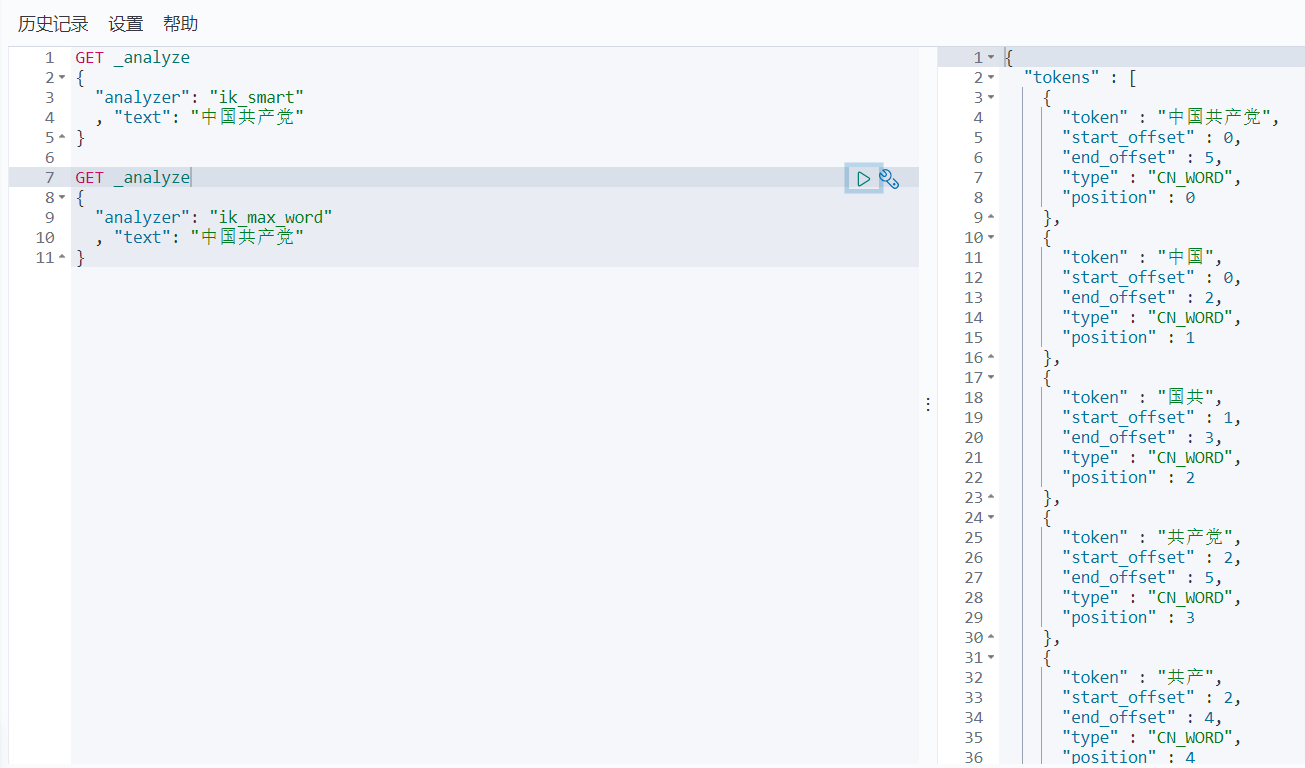 历史记录 设置 帮助
1 GET _analyze
2 {
3 "analyzer": "ik_smart"
4 , "text": "中国共产党"
5 }
6
7 GET _analyze
8 {
9 "analyzer": "ik_max_word"
10 , "text": "中国共产党"
11 }
1 {
2 "tokens" : [
3 {
4 "token" : "中国共产党",
5 "start_offset" : 0,
6 "end_offset" : 5,
7 "type" : "CN_WORD",
8 "position" : 0
9 },
10 {
11 "token" : "中国",
12 "start_offset" : 0,
13 "end_offset" : 2,
14 "type" : "CN_WORD",
15 "position" : 1
16 },
17 {
18 "token" : "国共",
19 "start_offset" : 1,
20 "end_offset" : 3,
21 "type" : "CN_WORD",
22 "position" : 2
23 },
24 {
25 "token" : "共产党",
26 "start_offset" : 2,
27 "end_offset" : 5,
28 "type" : "CN_WORD",
29 "position" : 3
30 },
31 {
32 "token" : "共产",
33 "start_offset" : 2,
34 "end_offset" : 4,
35 "type" : "CN_WORD",
36 "position" : 4